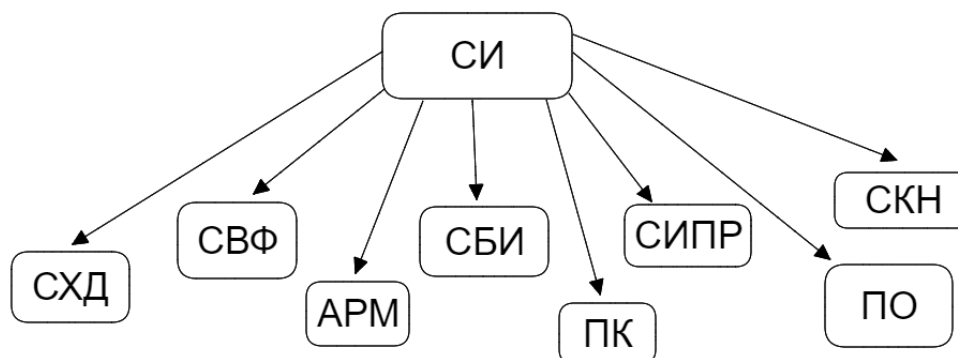 СИ
СХД
СВФ
АРМ
СБИ
ПК
СИПР
ПО
СКН